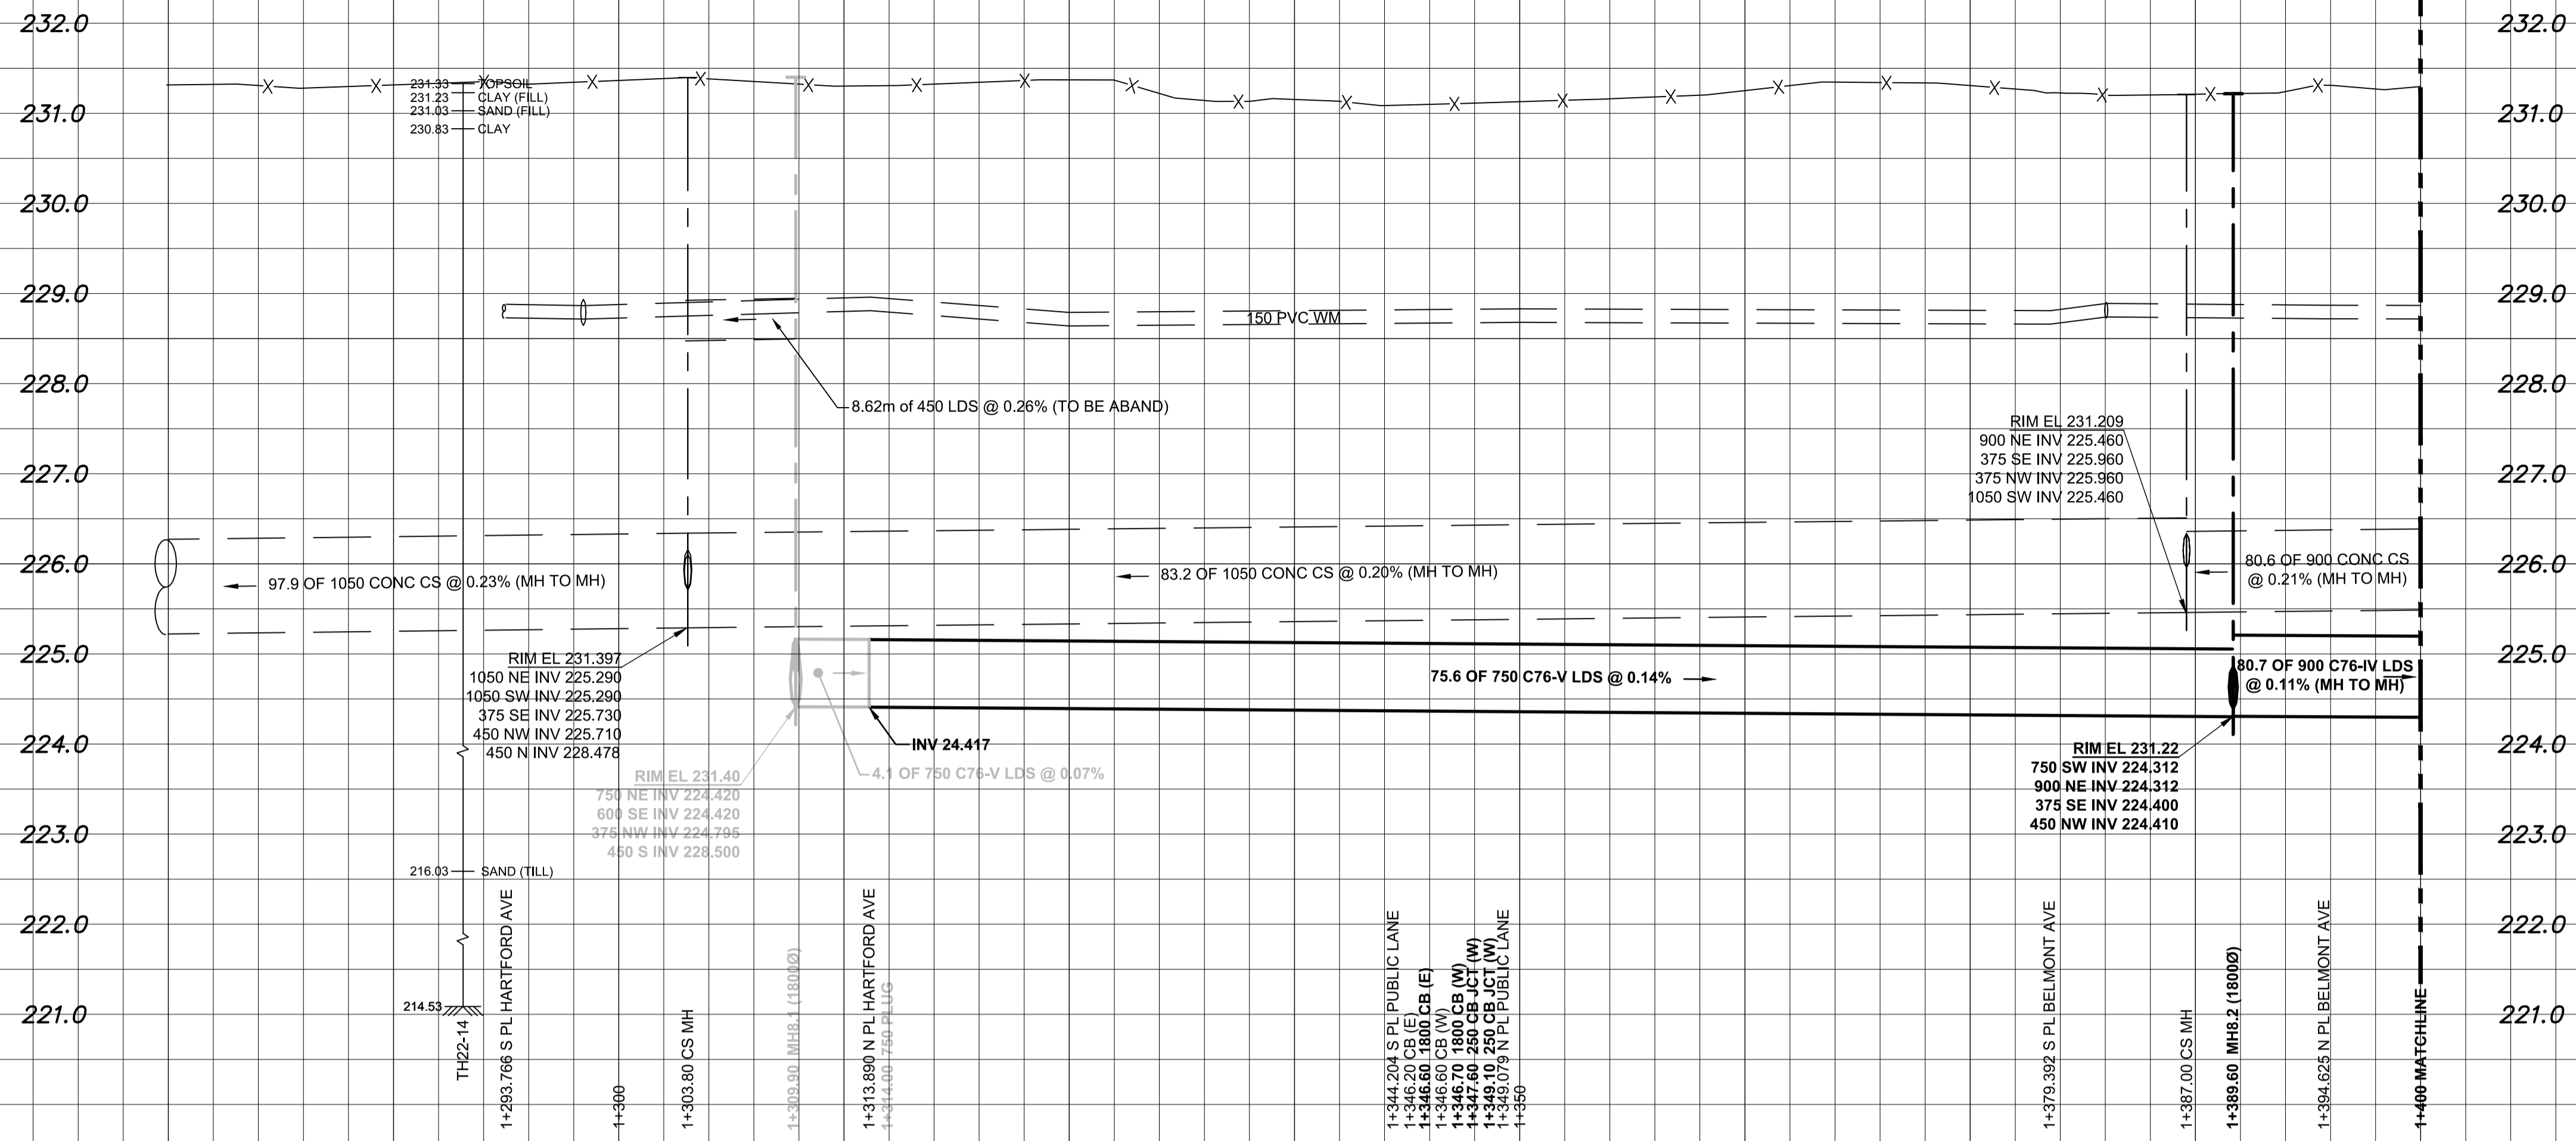 232.0
231.0
230.0
229.0
228.0
227.0
226.0
225.0
224.0
223.0
222.0
221.0
231.33 TOPSOIL
231.23 CLAY (FILL)
231.03 SAND (FILL)
230.83 CLAY
150 PVC WM
8.62m of 450 LDS @ 0.26% (TO BE ABAND)
RIM EL 231.209
900 NE INV 225.460
375 SE INV 225.960
375 NW INV 225.960
1050 SW INV 225.460
97.9 OF 1050 CONC CS @ 0.23% (MH TO MH)
83.2 OF 1050 CONC CS @ 0.20% (MH TO MH)
80.6 OF 900 CONC CS
@ 0.21% (MH TO MH)
RIM EL 231.397
1050 NE INV 225.290
1050 SW INV 225.290
375 SE INV 225.730
450 NW INV 225.710
450 N INV 228.478
75.6 OF 750 C76-V LDS @ 0.14%
80.7 OF 900 C76-IV LDS
@ 0.11% (MH TO MH)
INV 24.417
4.1 OF 750 C76-V LDS @ 0.07%
RIM EL 231.40
750 NE INV 224.420
600 SE INV 224.420
375 NW INV 224.795
450 S INV 228.500
RIM EL 231.22
750 SW INV 224.312
900 NE INV 224.312
375 SE INV 224.400
450 NW INV 224.410
216.03 SAND (TILL)
214.53
TH22-14
1+293.766 S PL HARTFORD AVE
1+300
1+303.80 CS MH
1+309.90 MH8.1 (1800Ø)
1+313.890 N PL HARTFORD AVE
1+314.00 750 PLUG
1+344.204 S PL PUBLIC LANE
1+346.20 CB (E)
1+346.60 1800 CB (E)
1+346.60 CB (W)
1+346.70 1800 CB (W)
1+347.60 250 CB JCT (W)
1+349.10 250 CB JCT (W)
1+349.079 N PL PUBLIC LANE
1+350
1+379.392 S PL BELMONT AVE
1+387.00 CS MH
1+389.60 MH8.2 (1800Ø)
1+394.625 N PL BELMONT AVE
1+400 MATCHLINE
232.0
231.0
230.0
229.0
228.0
227.0
226.0
225.0
224.0
223.0
222.0
221.0